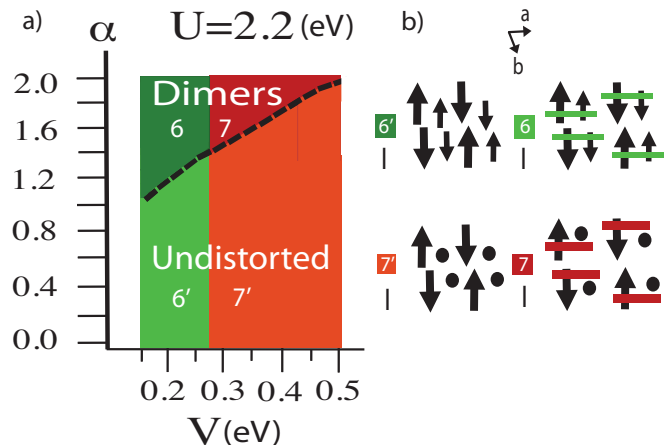 a)
α
U=2.2 (eV)
2.0
1.6
1.2
0.8
0.4
0.0
Dimers
6
7
Undistorted
6'
7'
0.2
0.3
0.4
0.5
V(eV)
b)
a
b
6'
6
7'
7